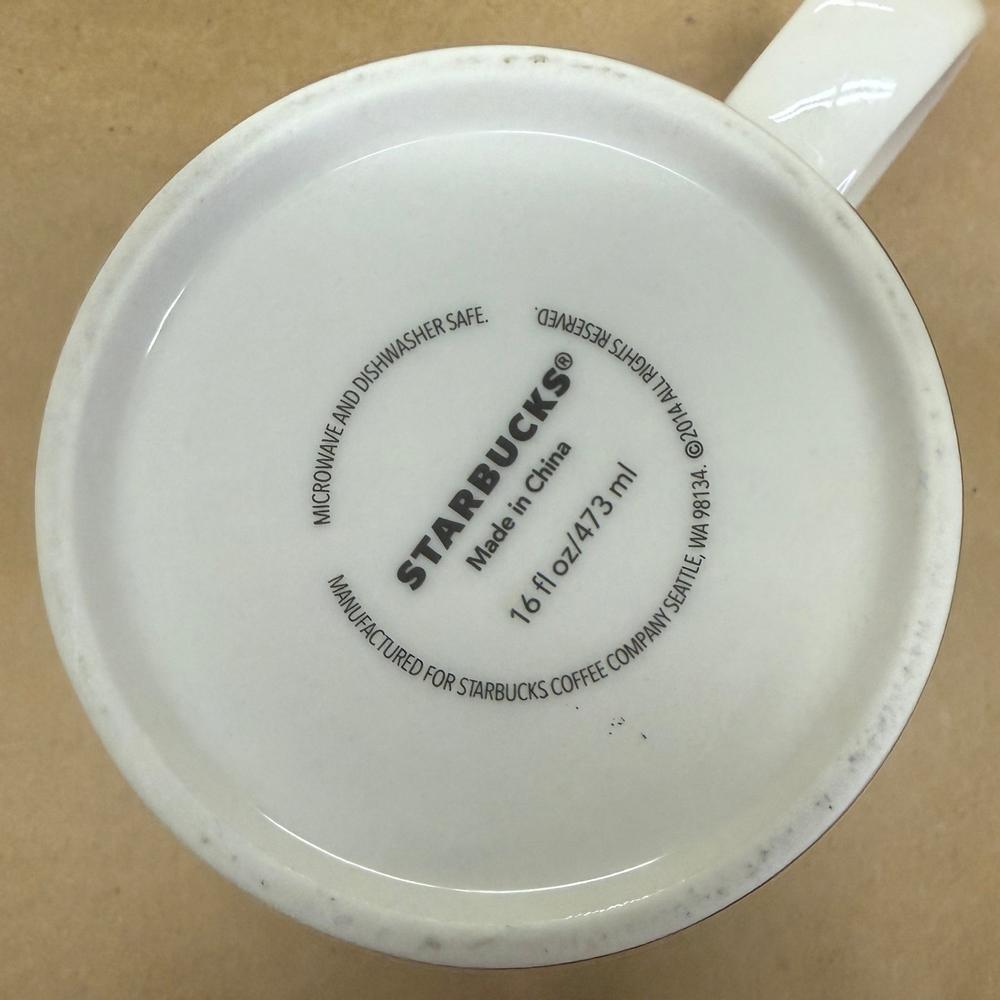 MICROWAVE AND DISHWASHER SAFE.
STARBUCKS®
Made in China
16 fl oz/473 ml
MANUFACTURED FOR STARBUCKS COFFEE COMPANY SEATTLE, WA 98134. ©2014 ALL RIGHTS RESERVED.